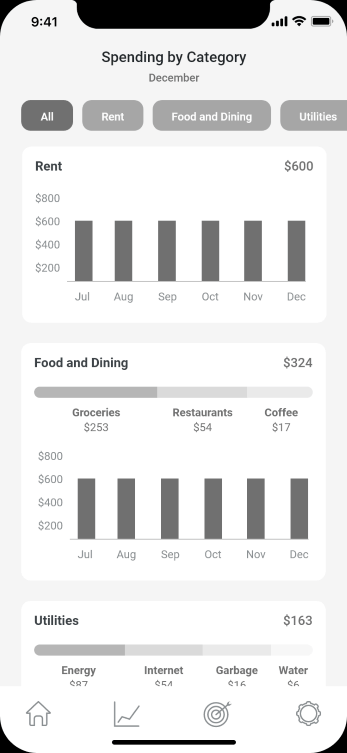 9:41
Spending by Category
December
All Rent Food and Dining Utilities
Rent $600
$800
$600
$400
$200
Jul Aug Sep Oct Nov Dec
Food and Dining $324
Groceries Restaurants Coffee
$253 $54 $17
$800
$600
$400
$200
Jul Aug Sep Oct Nov Dec
Utilities $163
Energy Internet Garbage Water
$87 $54 $16 $6